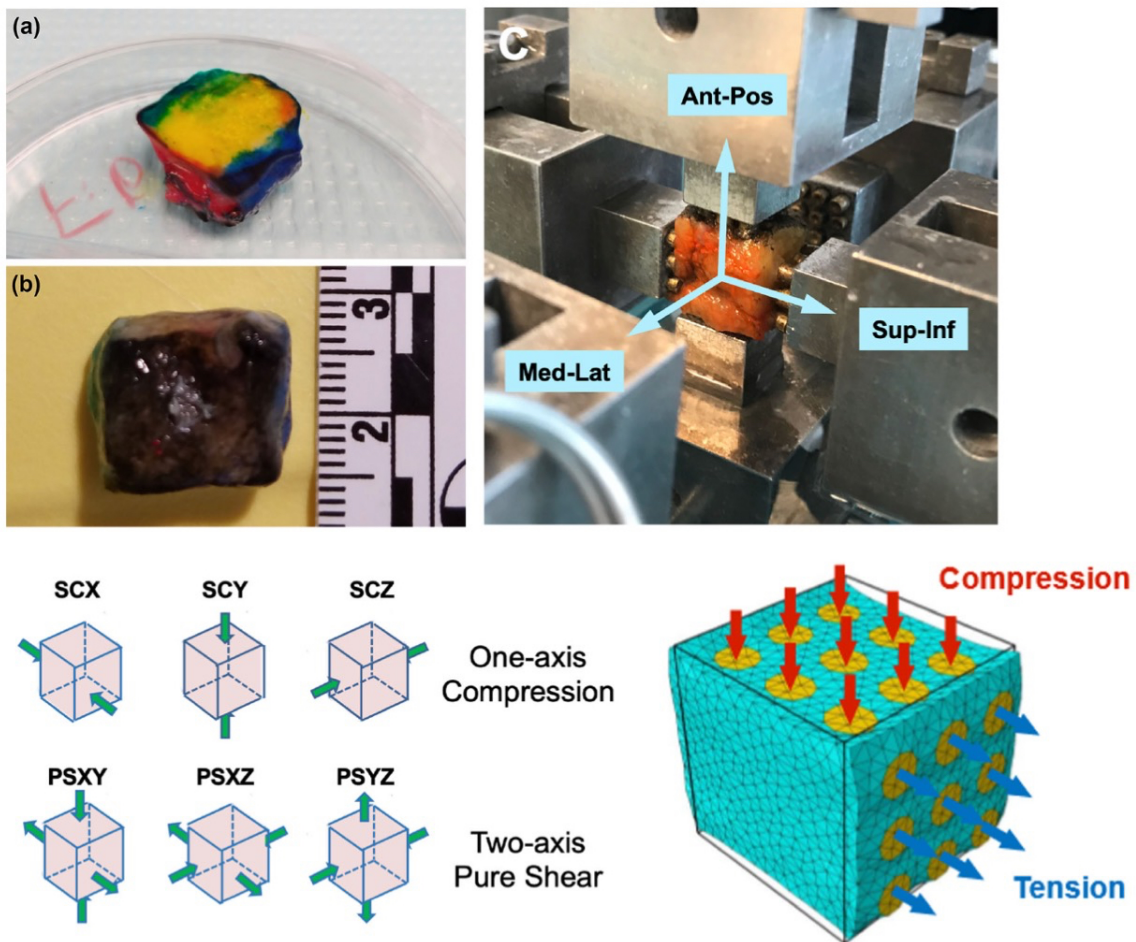 (a)
C
Ant-Pos
E.P
(b)
3
2
Sup-Inf
Med-Lat
SCX
SCY
SCZ
One-axis
Compression
PSXY
PSXZ
PSYZ
Two-axis
Pure Shear
Compression
Tension